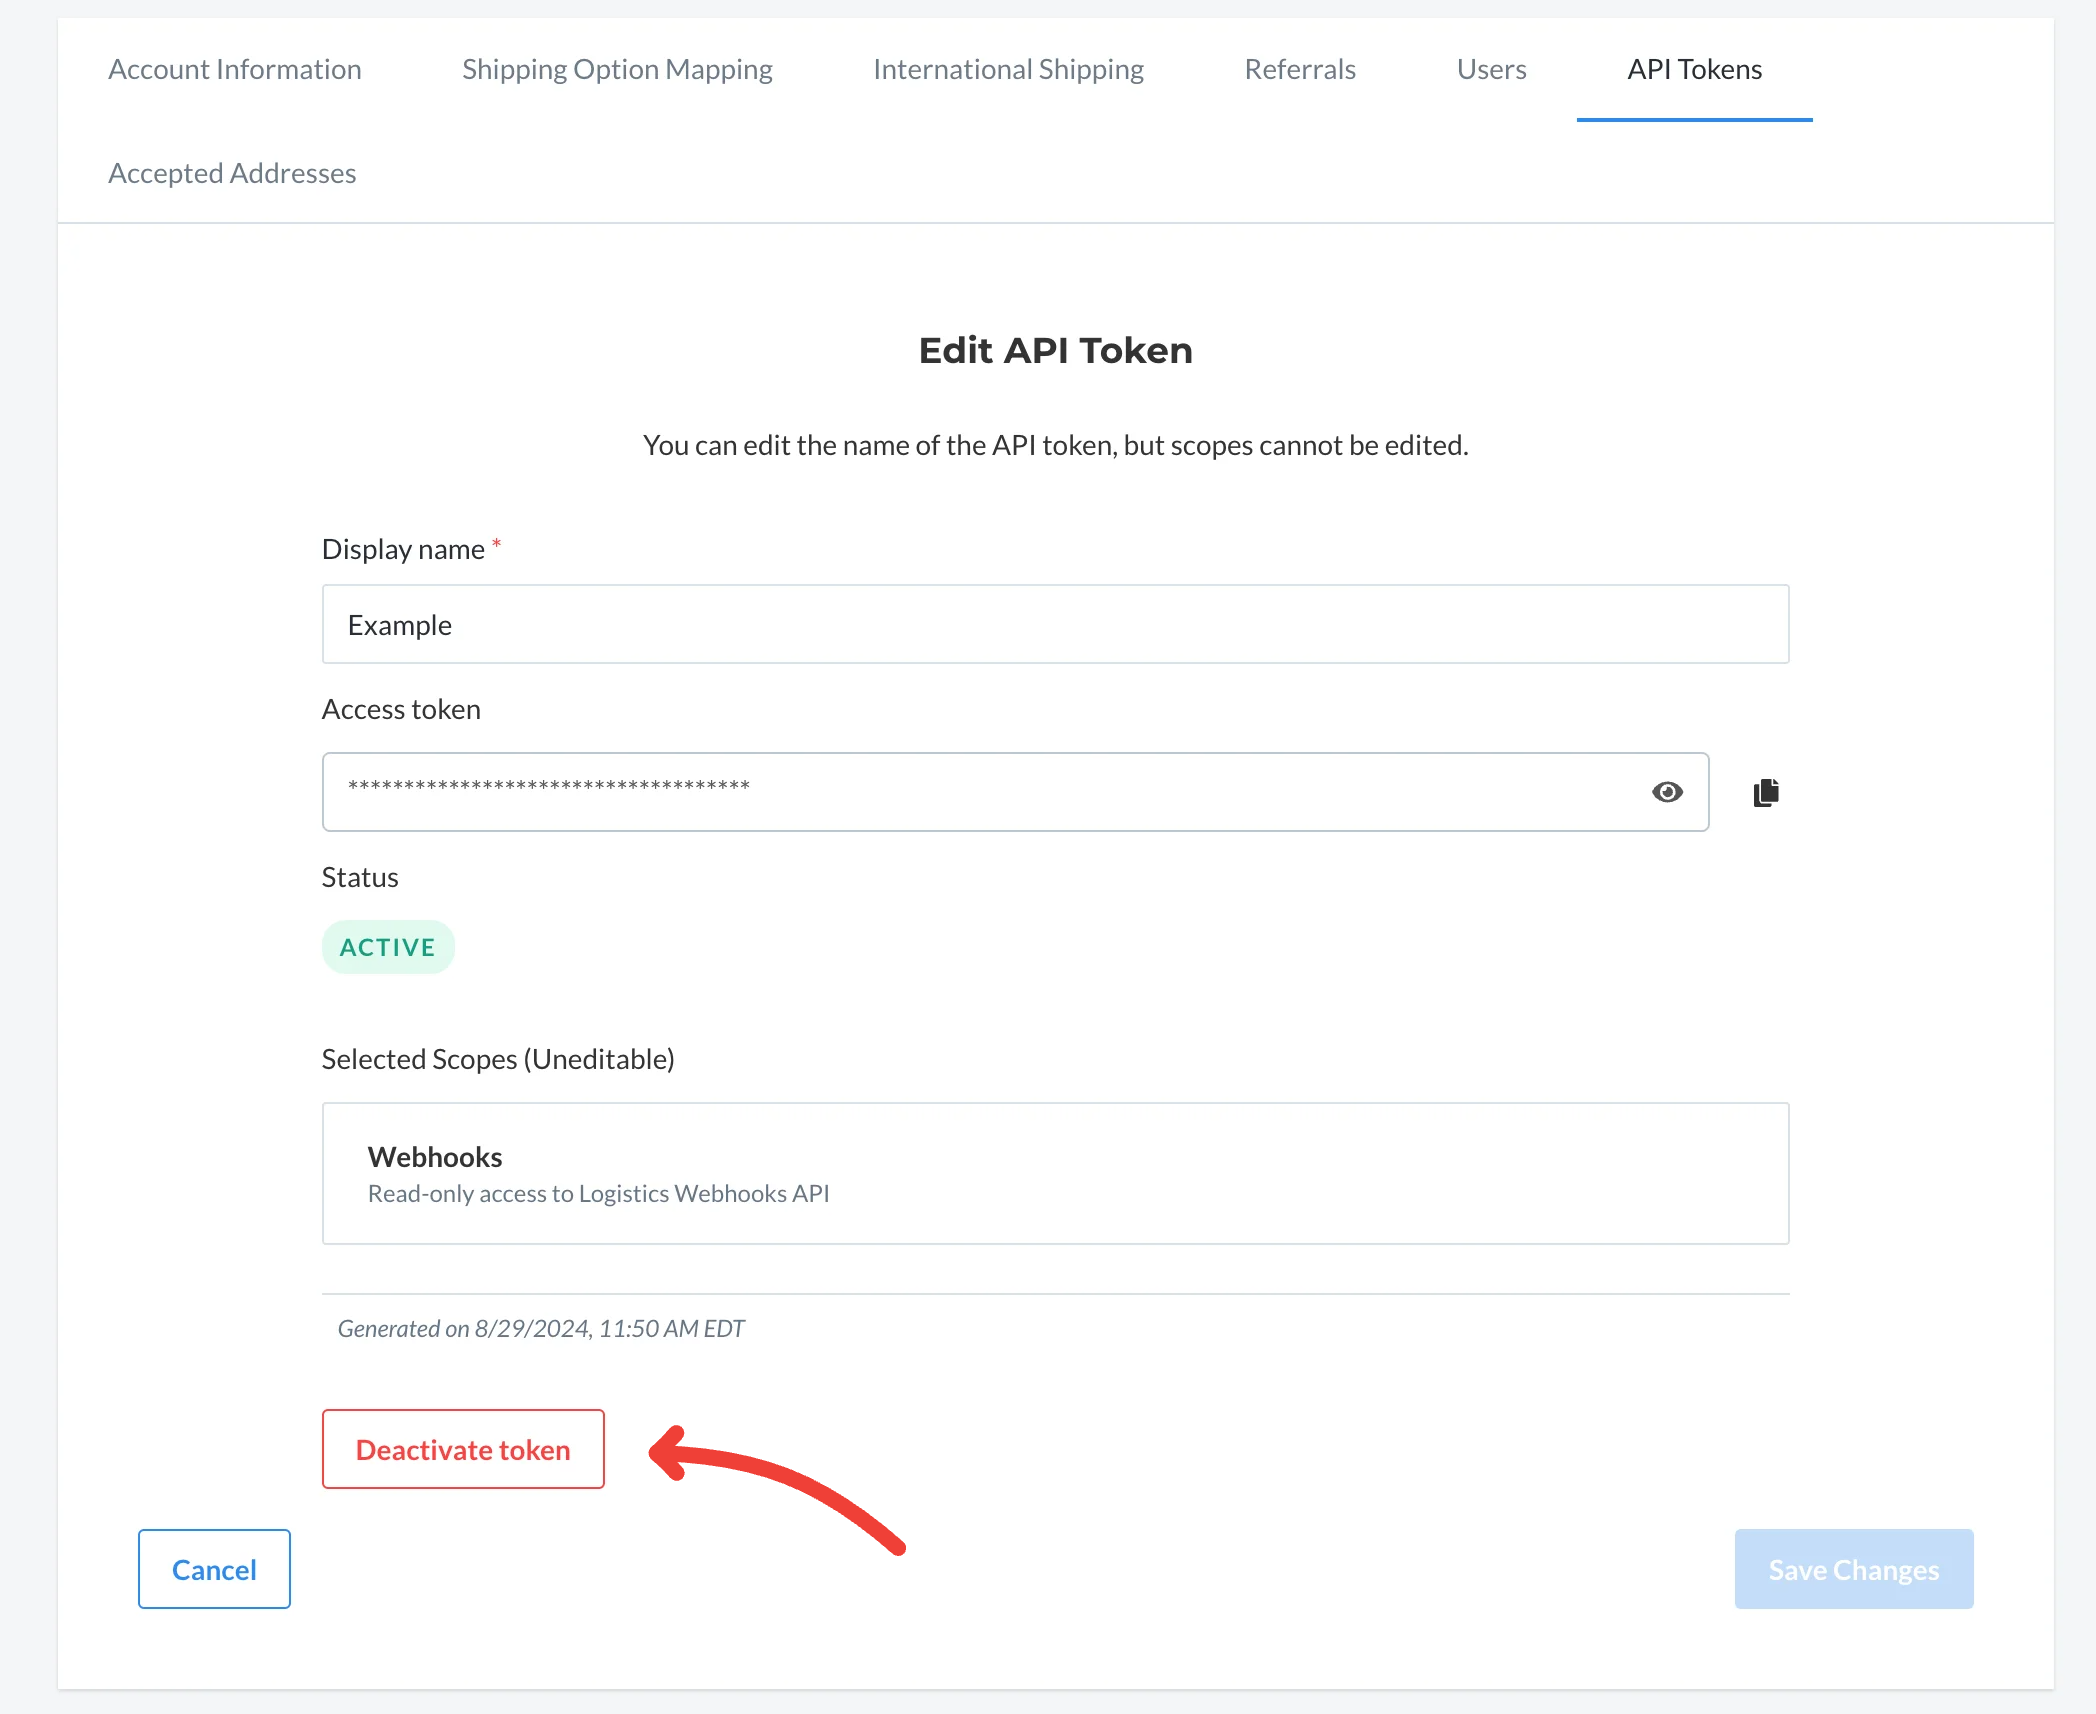 Account Information Shipping Option Mapping International Shipping Referrals Users API Tokens
Accepted Addresses
Edit API Token
You can edit the name of the API token, but scopes cannot be edited.
Display name *
Example
Access token
************************************
Status
ACTIVE
Selected Scopes (Uneditable)
Webhooks
Read-only access to Logistics Webhooks API
Generated on 8/29/2024, 11:50 AM EDT
Deactivate token
Cancel Save Changes